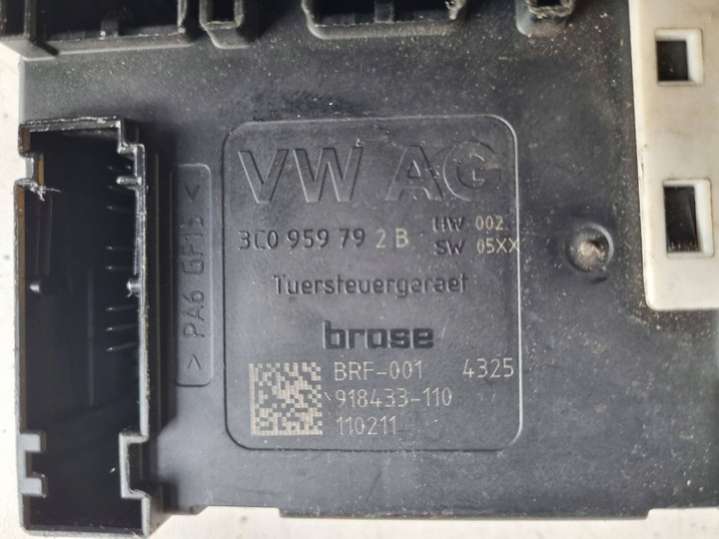 VW AG
3C0 959 79 2 B HW 002
SW 05XX
Tuersteuergeraet
brose
BRF-001 4325
918433-110
110211
> PA6 GF15 <